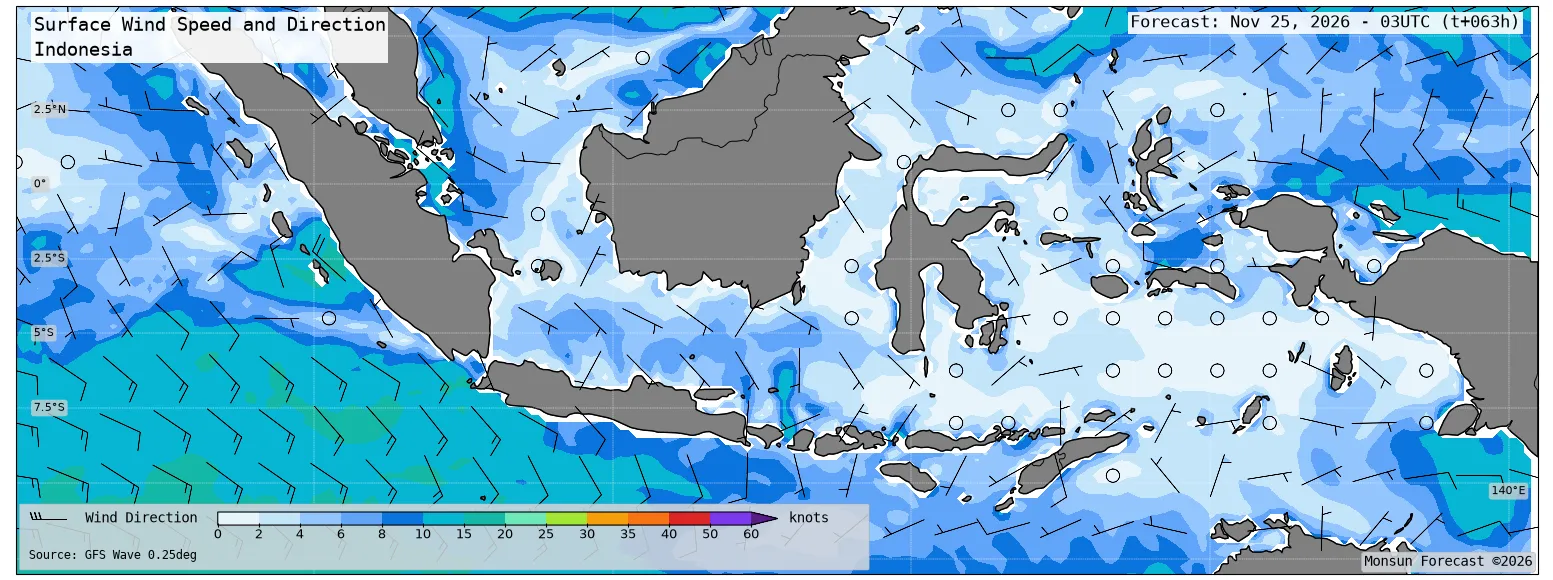 Surface Wind Speed and Direction
Indonesia
Forecast: Nov 25, 2026 - 03UTC (t+063h)
2.5°N
0°
2.5°S
5°S
7.5°S
140°E
Wind Direction
knots
0 2 4 6 8 10 15 20 25 30 35 40 50 60
Source: GFS Wave 0.25deg
Monsun Forecast ©2026